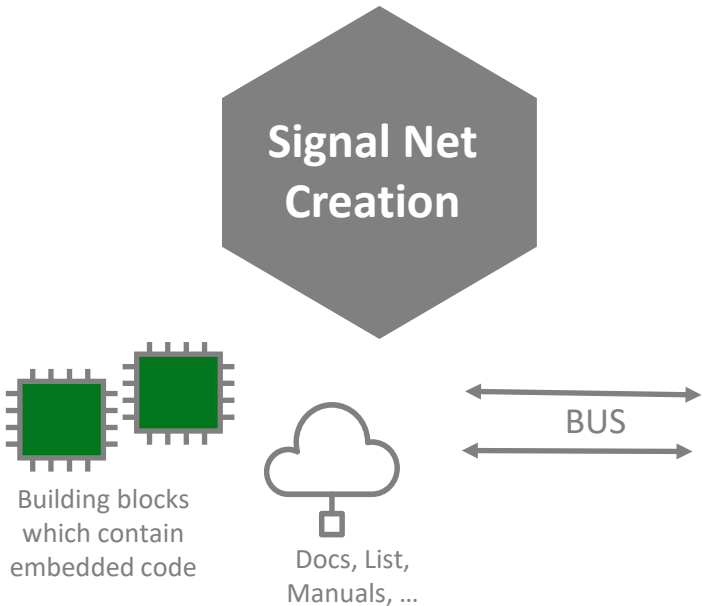 Signal Net
Creation
BUS
Building blocks
which contain
embedded code
Docs, List,
Manuals, ...